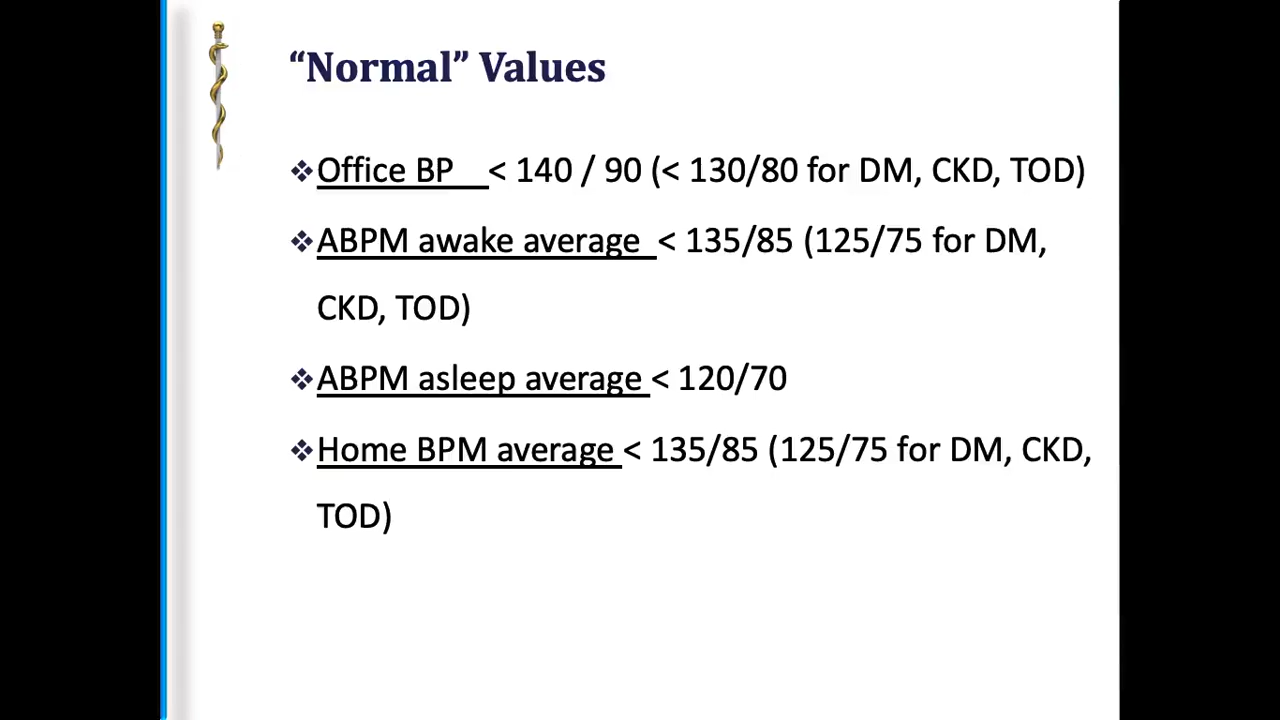 “Normal” Values
❖Office BP < 140 / 90 (< 130/80 for DM, CKD, TOD)
❖ABPM awake average < 135/85 (125/75 for DM,
CKD, TOD)
❖ABPM asleep average < 120/70
❖Home BPM average < 135/85 (125/75 for DM, CKD,
TOD)